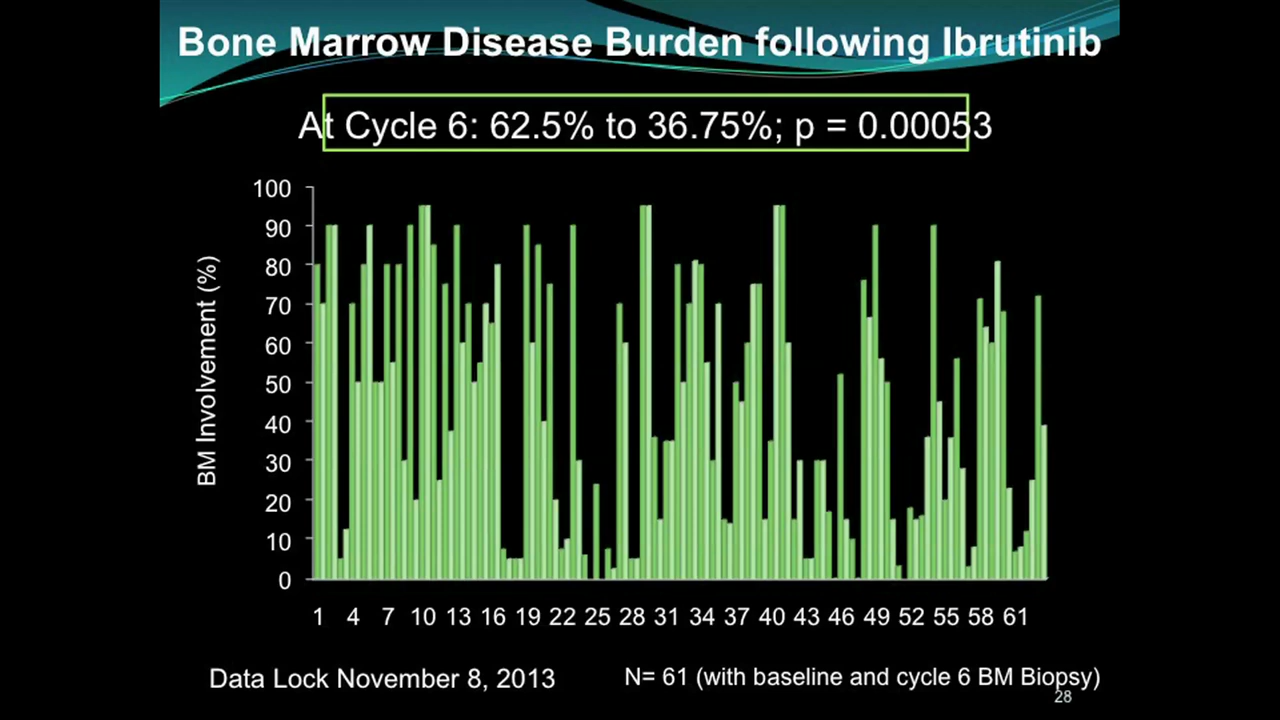 Bone Marrow Disease Burden following Ibrutinib
At Cycle 6: 62.5% to 36.75%; p = 0.00053
BM Involvement (%)
100
90
80
70
60
50
40
30
20
10
0
1 4 7 10 13 16 19 22 25 28 31 34 37 40 43 46 49 52 55 58 61
Data Lock November 8, 2013
N= 61 (with baseline and cycle 6 BM Biopsy)
28